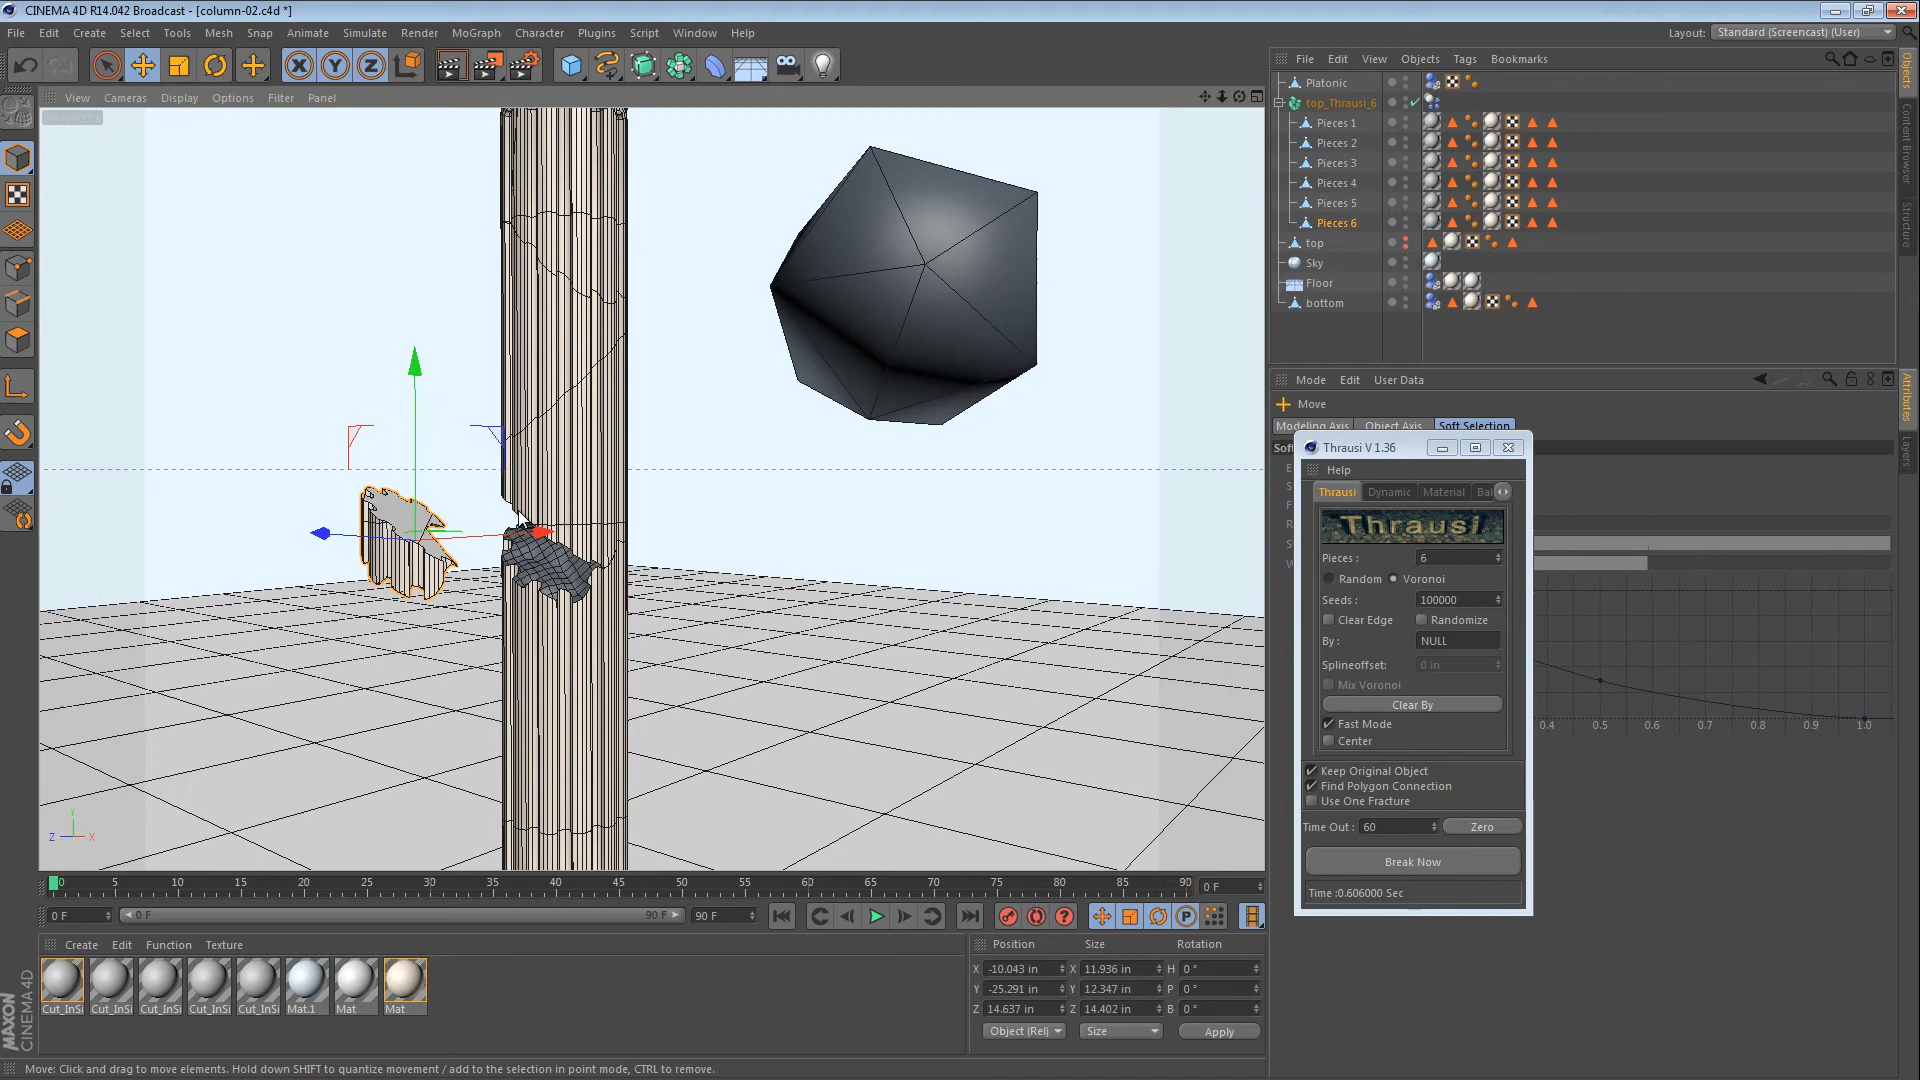 CINEMA 4D R14.042 Broadcast - [column-02.c4d *]
File Edit Create Select Tools Mesh Snap Animate Simulate Render MoGraph Character Plugins Script Window Help
Layout: Standard (Screencast) (User)
File Edit View Objects Tags Bookmarks
View Cameras Display Options Filter Panel
Platonic
top_Thrausi_6
Pieces 1
Pieces 2
Pieces 3
Pieces 4
Pieces 5
Pieces 6
top
Sky
Floor
bottom
Objects
Content Browser
Structure
Mode Edit User Data
Move
Modeling Axis Object Axis Soft Selection
Attributes
Layers
Thrausi V 1.36
Help
Thrausi Dynamic Material Bal
Thrausi
Pieces : 6
Random Voronoi
Seeds : 100000
Clear Edge Randomize
By : NULL
Splineoffset: 0 in
Mix Voronoi
Clear By
Fast Mode
Center
0.4 0.5 0.6 0.7 0.8 0.9 1.0
Keep Original Object
Find Polygon Connection
Use One Fracture
Time Out : 60 Zero
Break Now
Time :0.606000 Sec
Y
Z X
0 5 10 15 20 25 30 35 40 45 50 55 60 65 70 75 80 85 90 0 F
0 F 0 F 90 F 90 F
Create Edit Function Texture
Cut_InSi Cut_InSi Cut_InSi Cut_InSi Cut_InSi Mat.1 Mat Mat
Position Size Rotation
X -10.043 in X 11.936 in H 0 °
Y -25.291 in Y 12.347 in P 0 °
Z 14.637 in Z 14.402 in B 0 °
Object (Rel) Size Apply
MAXON
CINEMA 4D
Move: Click and drag to move elements. Hold down SHIFT to quantize movement / add to the selection in point mode, CTRL to remove.